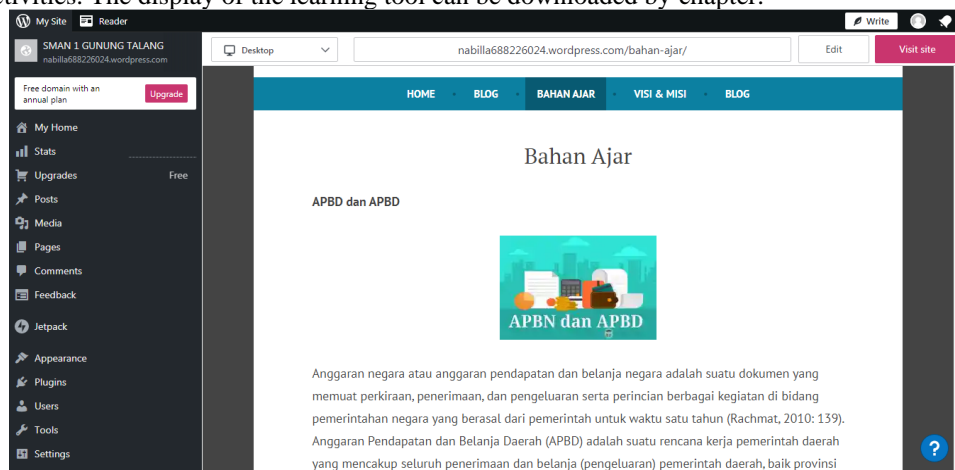 ctivities. The display of the learning tool can be downloaded by chapter.
My Site Reader Write
SMAN 1 GUNUNG TALANG
nabilla688226024.wordpress.com
Desktop nabilla688226024.wordpress.com/bahan-ajar/ Edit Visit site
Free domain with an
annual plan
Upgrade
My Home
Stats
Upgrades Free
Posts
Media
Pages
Comments
Feedback
Jetpack
Appearance
Plugins
Users
Tools
Settings
HOME BLOG BAHAN AJAR VISI & MISI BLOG
Bahan Ajar
APBD dan APBD
APBN dan APBD
Anggaran negara atau anggaran pendapatan dan belanja negara adalah suatu dokumen yang
memuat perkiraan, penerimaan, dan pengeluaran serta perincian berbagai kegiatan di bidang
pemerintahan negara yang berasal dari pemerintah untuk waktu satu tahun (Rachmat, 2010: 139).
Anggaran Pendapatan dan Belanja Daerah (APBD) adalah suatu rencana kerja pemerintah daerah
yang mencakup seluruh penerimaan dan belanja (pengeluaran) pemerintah daerah, baik provinsi
?